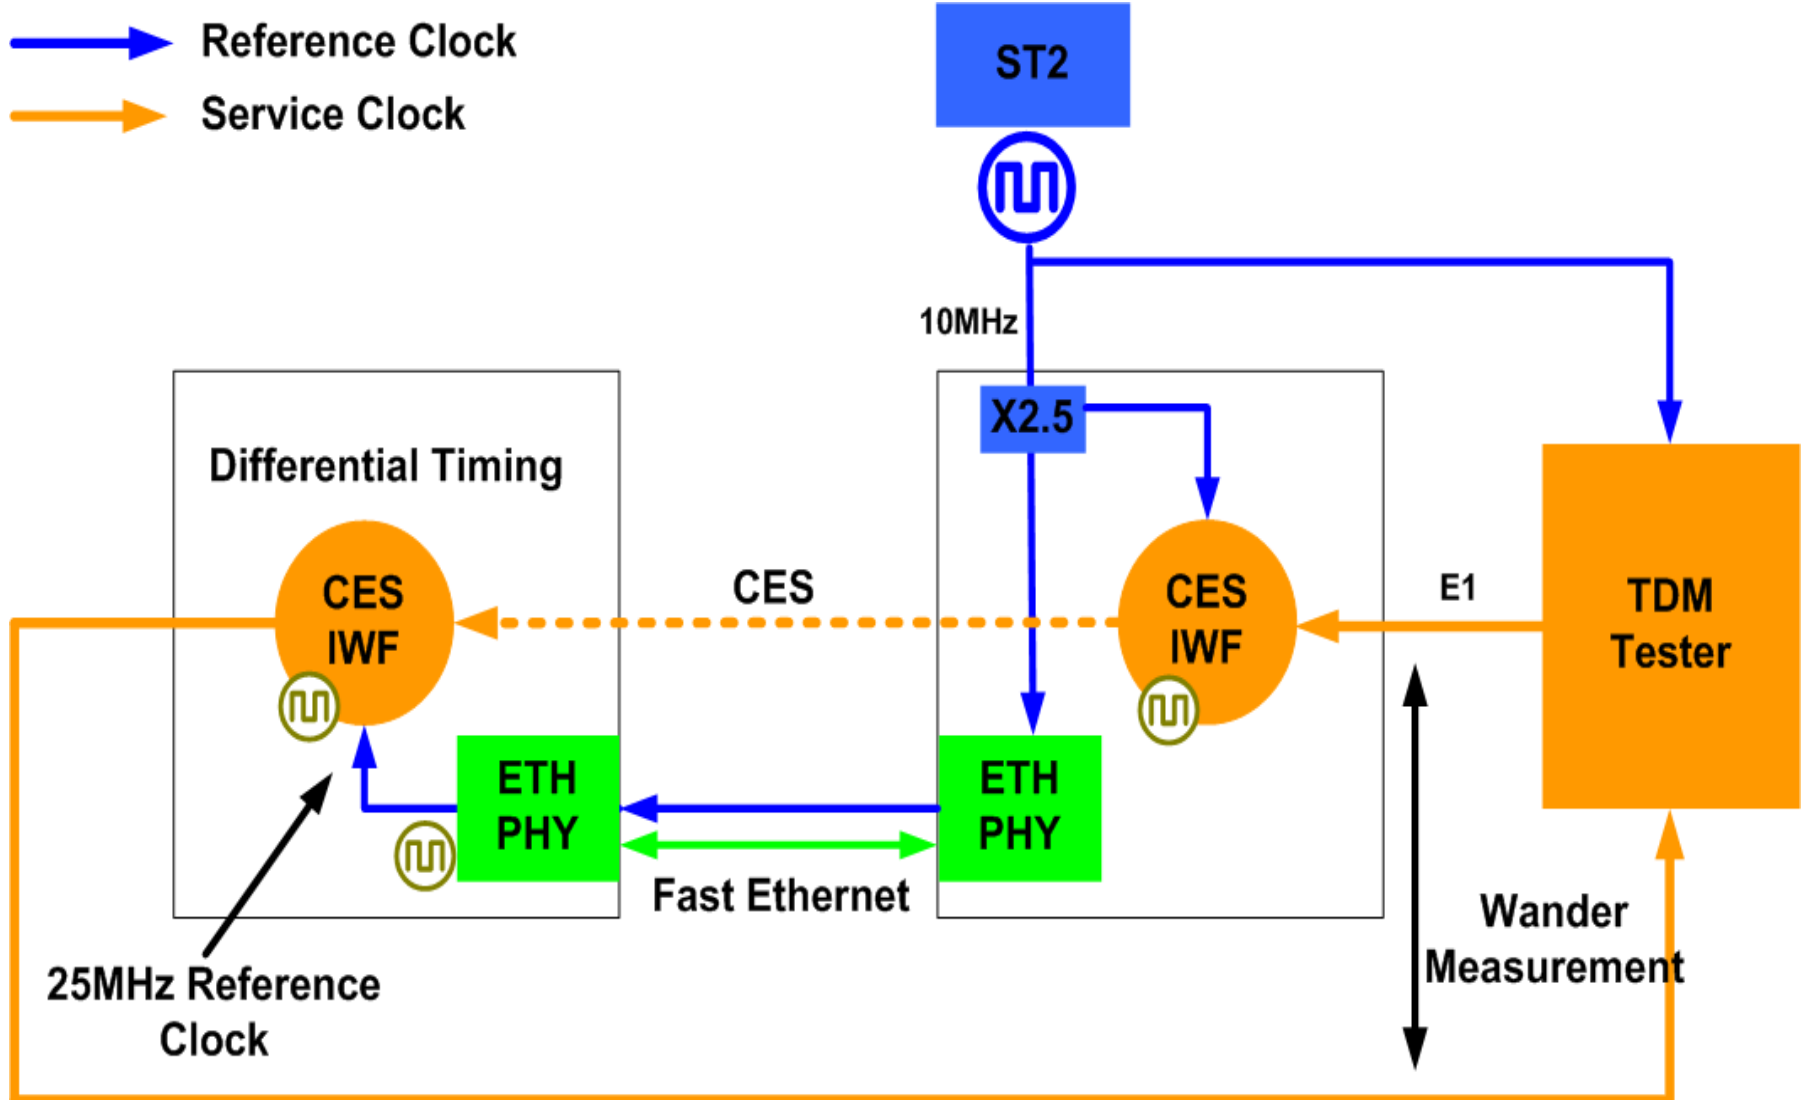 Reference Clock
ST2
Service Clock
10MHz
X2.5
Differential Timing
CES
IWF
CES
CES
IWF
E1
TDM
Tester
ETH
PHY
ETH
PHY
Fast Ethernet
Wander
Measurement
25MHz Reference
Clock